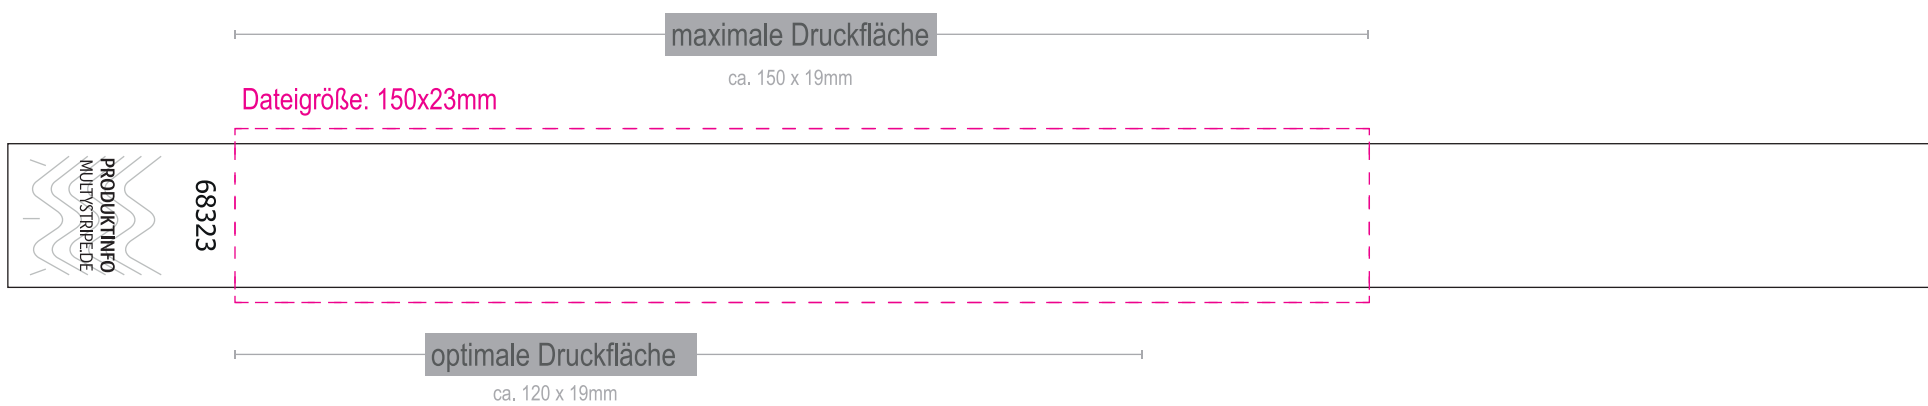 maximale Druckfläche
ca. 150 x 19mm
Dateigröße: 150x23mm
PRODUKTINFO
MULTYSTRIPE.DE
68323
optimale Druckfläche
ca. 120 x 19mm